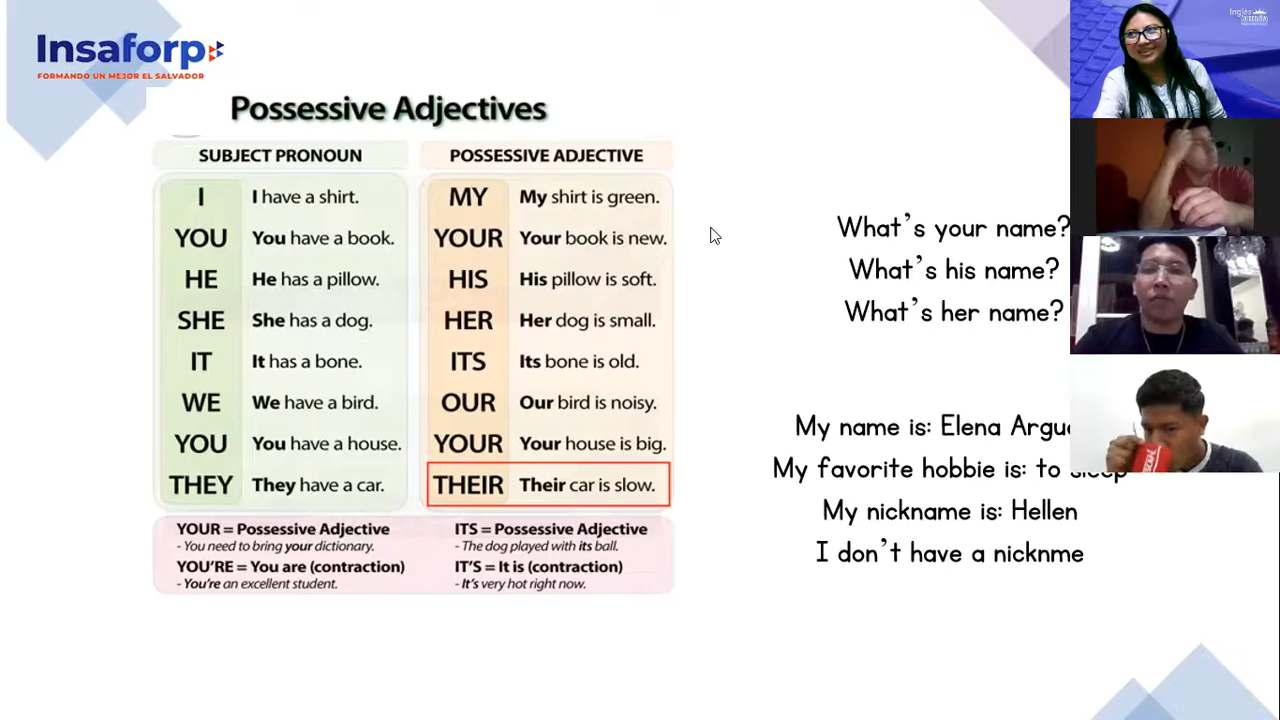 Insaforp
FORMANDO UN MEJOR EL SALVADOR
Possessive Adjectives
SUBJECT PRONOUN POSSESSIVE ADJECTIVE
I I have a shirt. MY My shirt is green.
YOU You have a book. YOUR Your book is new.
HE He has a pillow. HIS His pillow is soft.
SHE She has a dog. HER Her dog is small.
IT It has a bone. ITS Its bone is old.
WE We have a bird. OUR Our bird is noisy.
YOU You have a house. YOUR Your house is big.
THEY They have a car. THEIR Their car is slow.
YOUR = Possessive Adjective
- You need to bring your dictionary.
YOU'RE = You are (contraction)
- You're an excellent student.
ITS = Possessive Adjective
- The dog played with its ball.
IT'S = It is (contraction)
- It's very hot right now.
What's your name?
What's his name?
What's her name?
My name is: Elena
My favorite hobbie is: to sleep
My nickname is: Hellen
I don't have a nicknme
Inglés